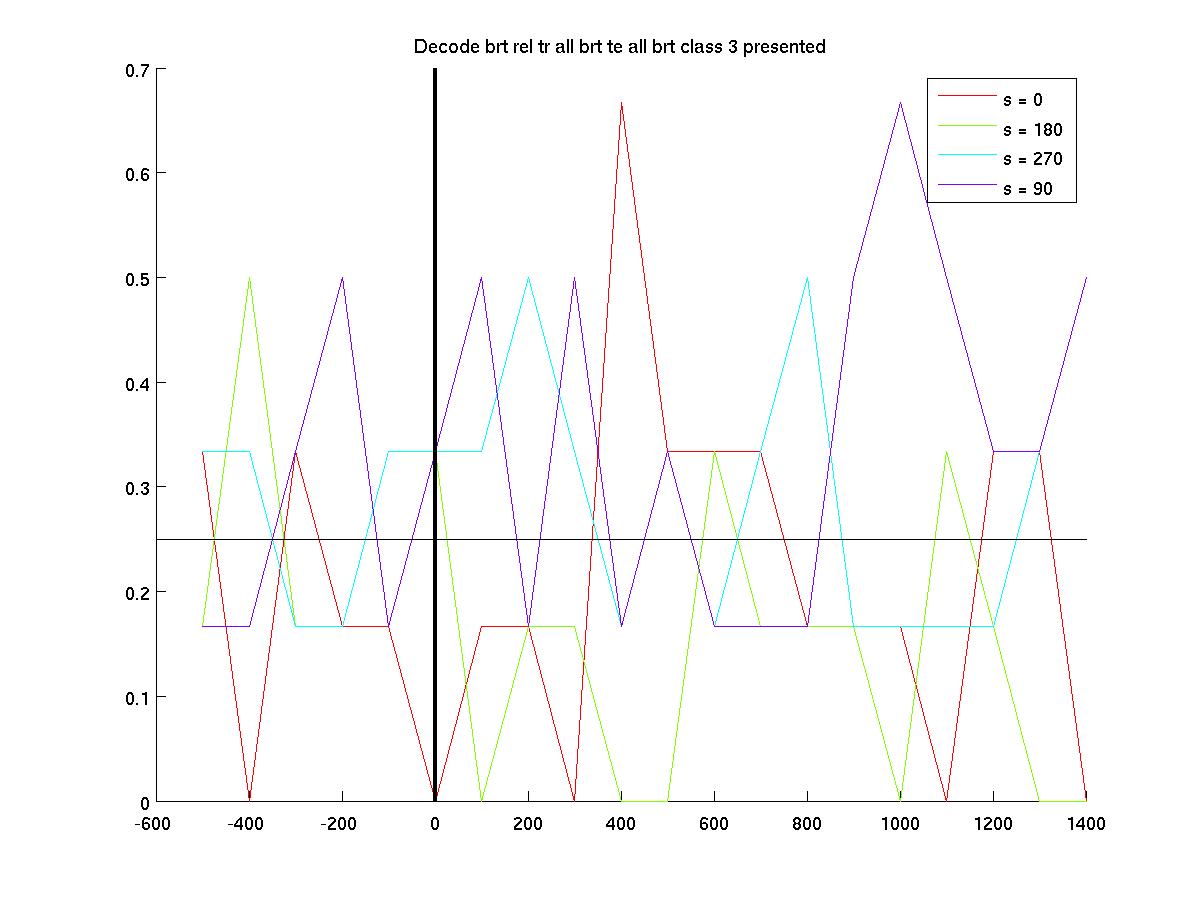 Decode brt rel tr all brt te all brt class 3 presented
0.7
0.6
0.5
0.4
0.3
0.2
0.1
0
-600 -400 -200 0 200 400 600 800 1000 1200 1400
s = 0
s = 180
s = 270
s = 90